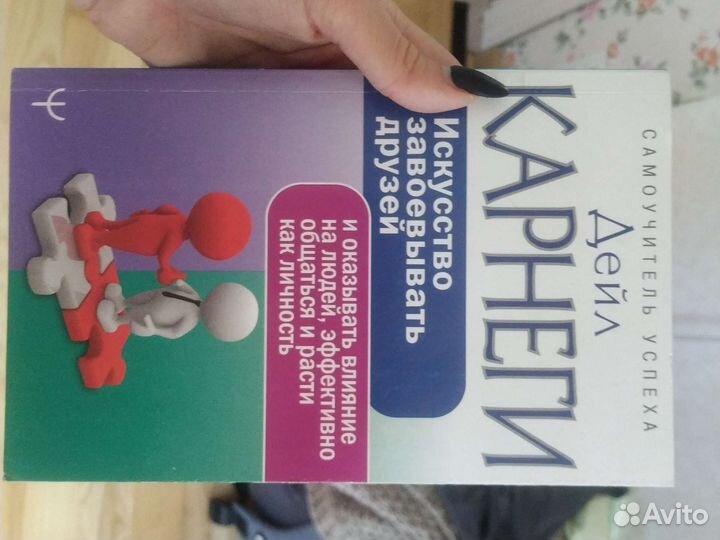 САМОУЧИТЕЛЬ УСПЕХА
Дейл
КАРНЕГИ
Искусство
завоевывать
друзей
и оказывать влияние
на людей, эффективно
общаться и расти
как личность
Avito